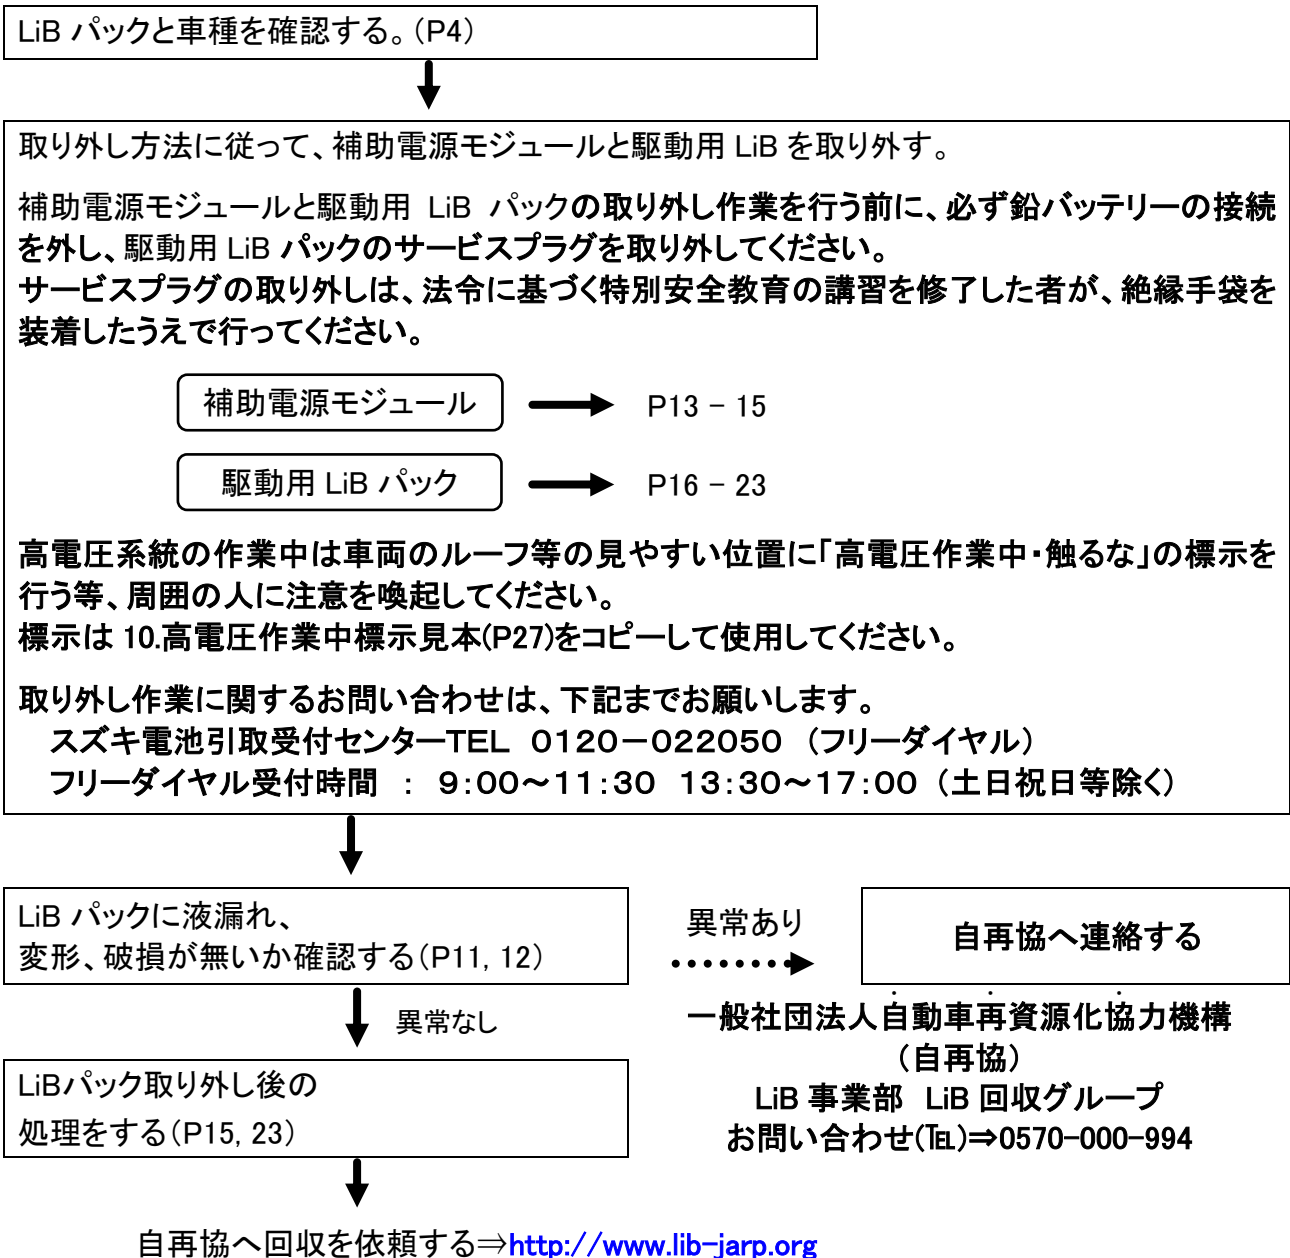 LiB パックと車種を確認する。（P4）
取り外し方法に従って、補助電源モジュールと駆動用 LiB を取り外す。
補助電源モジュールと駆動用 LiB パックの取り外し作業を行う前に、必ず鉛バッテリーの接続
を外し、駆動用 LiB パックのサービスプラグを取り外してください。
サービスプラグの取り外しは、法令に基づく特別安全教育の講習を修了した者が、絶縁手袋を
装着したうえで行ってください。
補助電源モジュール P13 – 15
駆動用 LiB パック P16 – 23
高電圧系統の作業中は車両のルーフ等の見やすい位置に「高電圧作業中・触るな」の標示を
行う等、周囲の人に注意を喚起してください。
標示は 10.高電圧作業中標示見本(P27)をコピーして使用してください。
取り外し作業に関するお問い合わせは、下記までお願いします。
スズキ電池引取受付センターTEL ０１２０－０２２０５０ （フリーダイヤル）
フリーダイヤル受付時間 ： ９：００～１１：３０ １３：３０～１７：００ （土日祝日等除く）
LiB パックに液漏れ、
変形、破損が無いか確認する（P11, 12）
異常あり
自再協へ連絡する
異常なし
一般社団法人自動車再資源化協力機構
（自再協）
LiB 事業部 LiB 回収グループ
お問い合わせ(℡)⇒0570-000-994
LiBパック取り外し後の
処理をする（P15, 23）
自再協へ回収を依頼する⇒http://www.lib-jarp.org